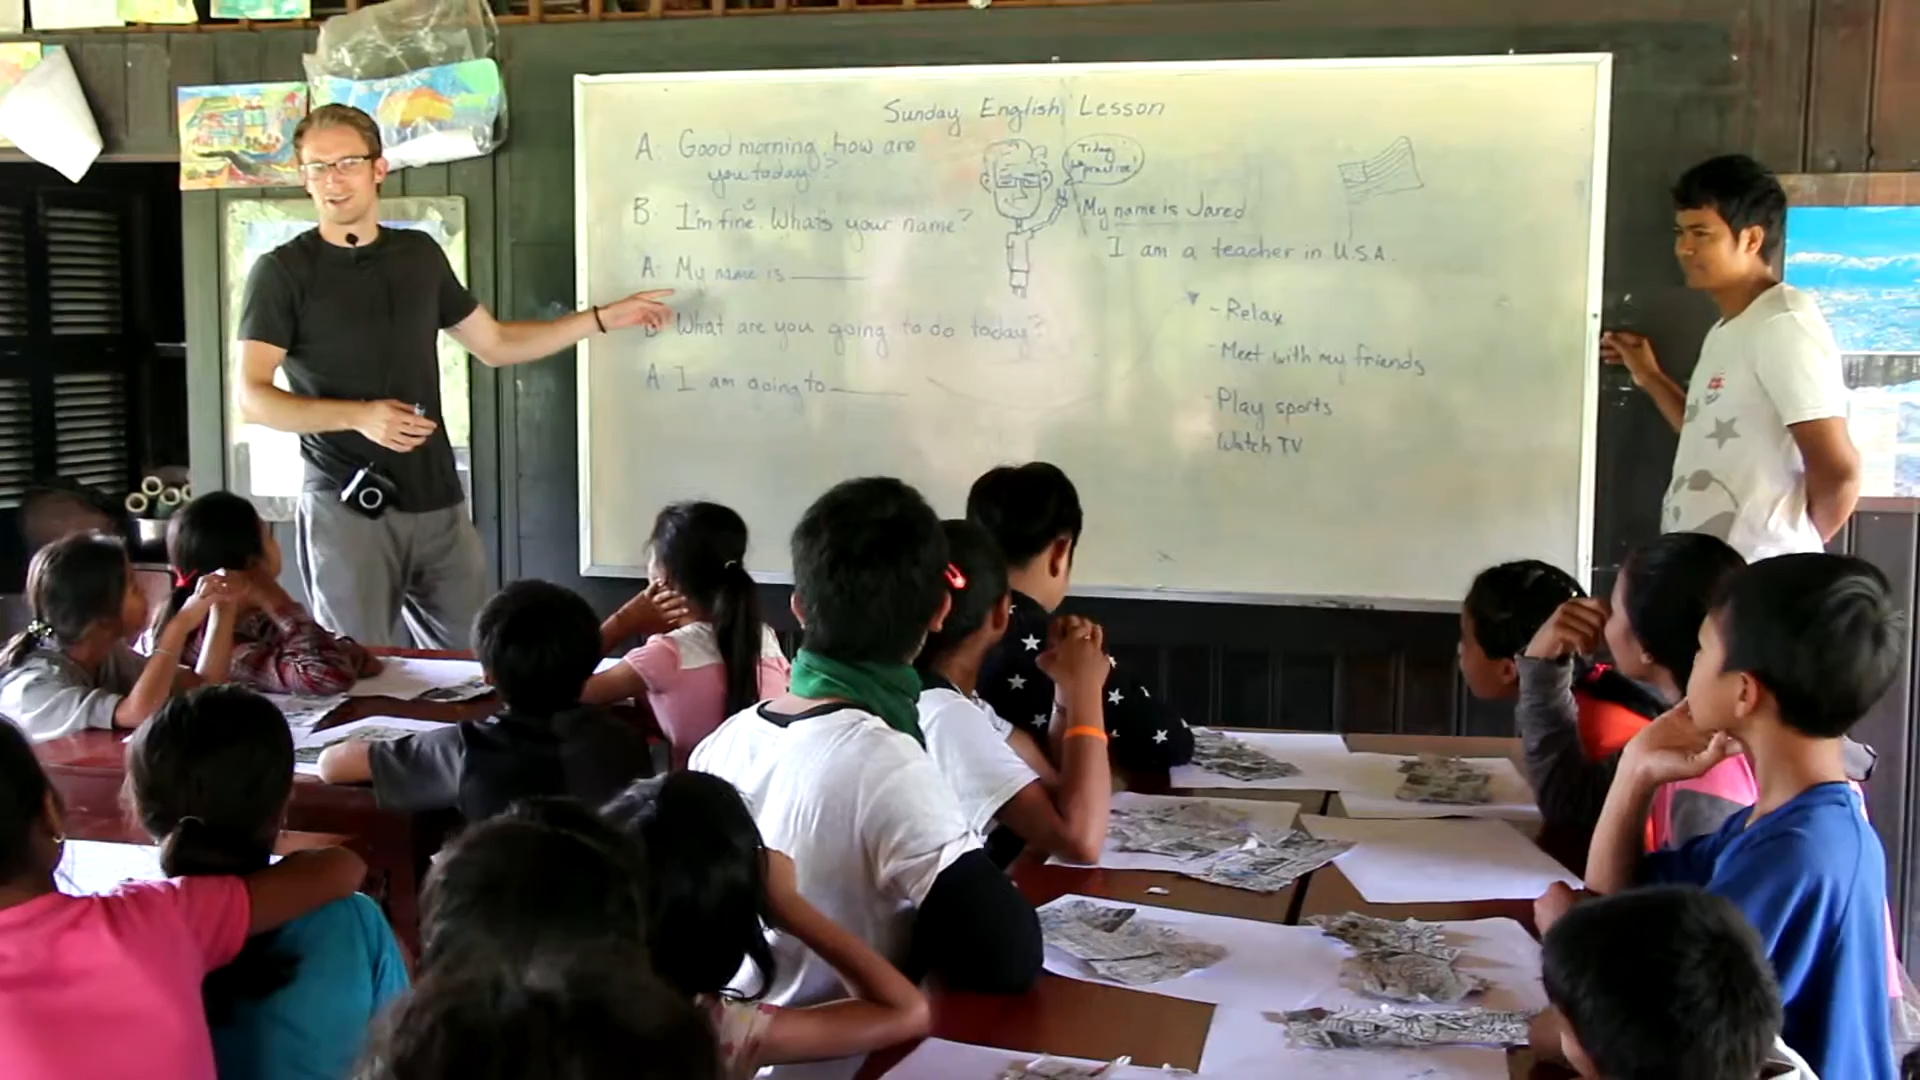 Sunday English Lesson
A: Good morning, how are
you today?
B: I'm fine. What's your name?
A: My name is ______
B: What are you going to do today?
A: I am going to ______
Today
practice!
My name is Jared
I am a teacher in U.S.A.
- Relax
- Meet with my friends
- Play sports
- Watch TV